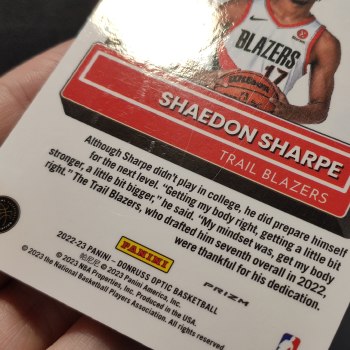 BLAZERS
17
SHAEDON SHARPE
TRAIL BLAZERS
Although Sharpe didn't play in college, he did prepare himself
for the next level. "Getting my body right, getting a little bit
stronger, a little bit bigger," he said. "My mindset was, get my body
right." The Trail Blazers, who drafted him seventh overall in 2022,
were thankful for his dedication.
PANINI
PRIZM
2022-23 PANINI - DONRUSS OPTIC BASKETBALL
© 2023 Panini America, Inc.
© 2023 NBA Properties, Inc. Produced in the USA.
© 2023 the National Basketball Players Association. All rights reserved